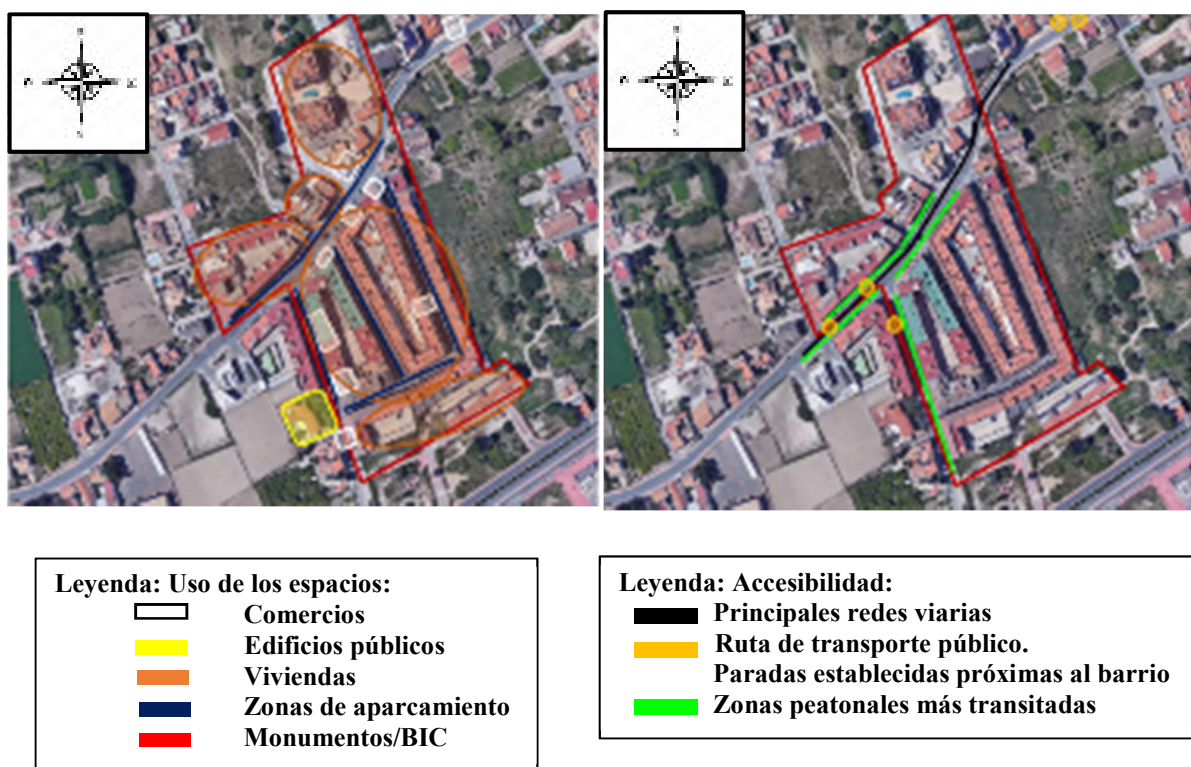 Leyenda: Uso de los espacios:
Comercios
Edificios públicos
Viviendas
Zonas de aparcamiento
Monumentos/BIC
Leyenda: Accesibilidad:
Principales redes viarias
Ruta de transporte público.
Paradas establecidas próximas al barrio
Zonas peatonales más transitadas